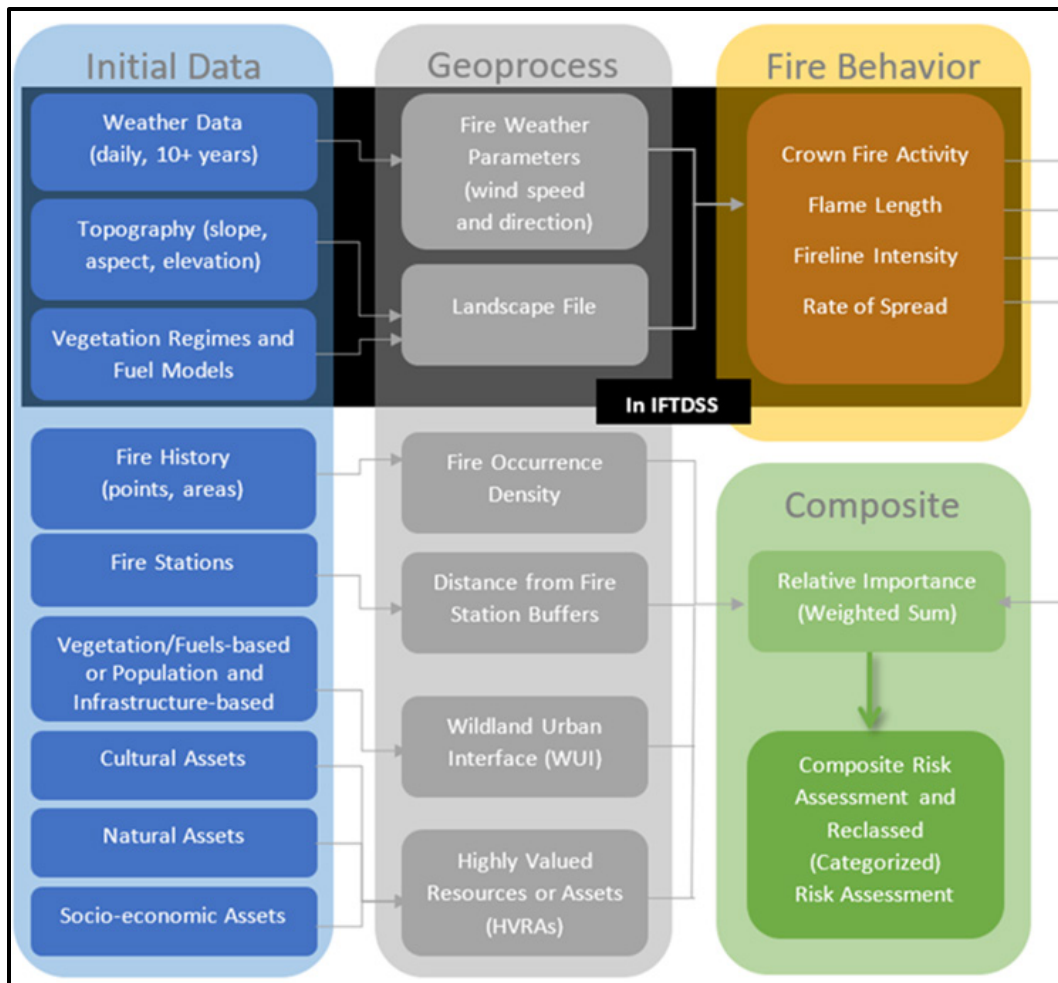 Initial Data
Weather Data
(daily, 10+ years)
Topography (slope,
aspect, elevation)
Vegetation Regimes and
Fuel Models
Fire History
(points, areas)
Fire Stations
Vegetation/Fuels-based
or Population and
Infrastructure-based
Cultural Assets
Natural Assets
Socio-economic Assets
Geoprocess
Fire Weather
Parameters
(wind speed
and direction)
Landscape File
In IFTDSS
Fire Occurrence
Density
Distance from Fire
Station Buffers
Wildland Urban
Interface (WUI)
Highly Valued
Resources or Assets
(HVRAs)
Fire Behavior
Crown Fire Activity
Flame Length
Fireline Intensity
Rate of Spread
Composite
Relative Importance
(Weighted Sum)
Composite Risk
Assessment and
Reclassed
(Categorized)
Risk Assessment